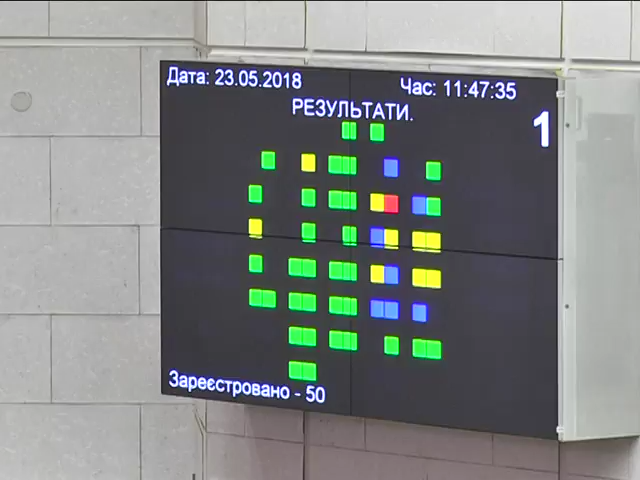 Дата: 23.05.2018 Час: 11:47:35
РЕЗУЛЬТАТИ.
1
Зареєстровано - 50